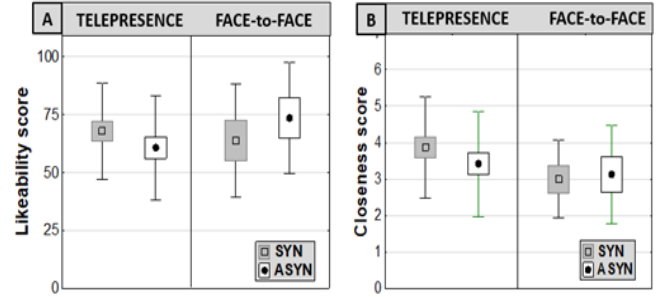 A TELEPRESENCE FACE-to-FACE
Likeability score
100
75
50
25
0
SYN
ASYN
B TELEPRESENCE FACE-to-FACE
Closeness score
6
5
4
3
2
1
0
SYN
ASYN